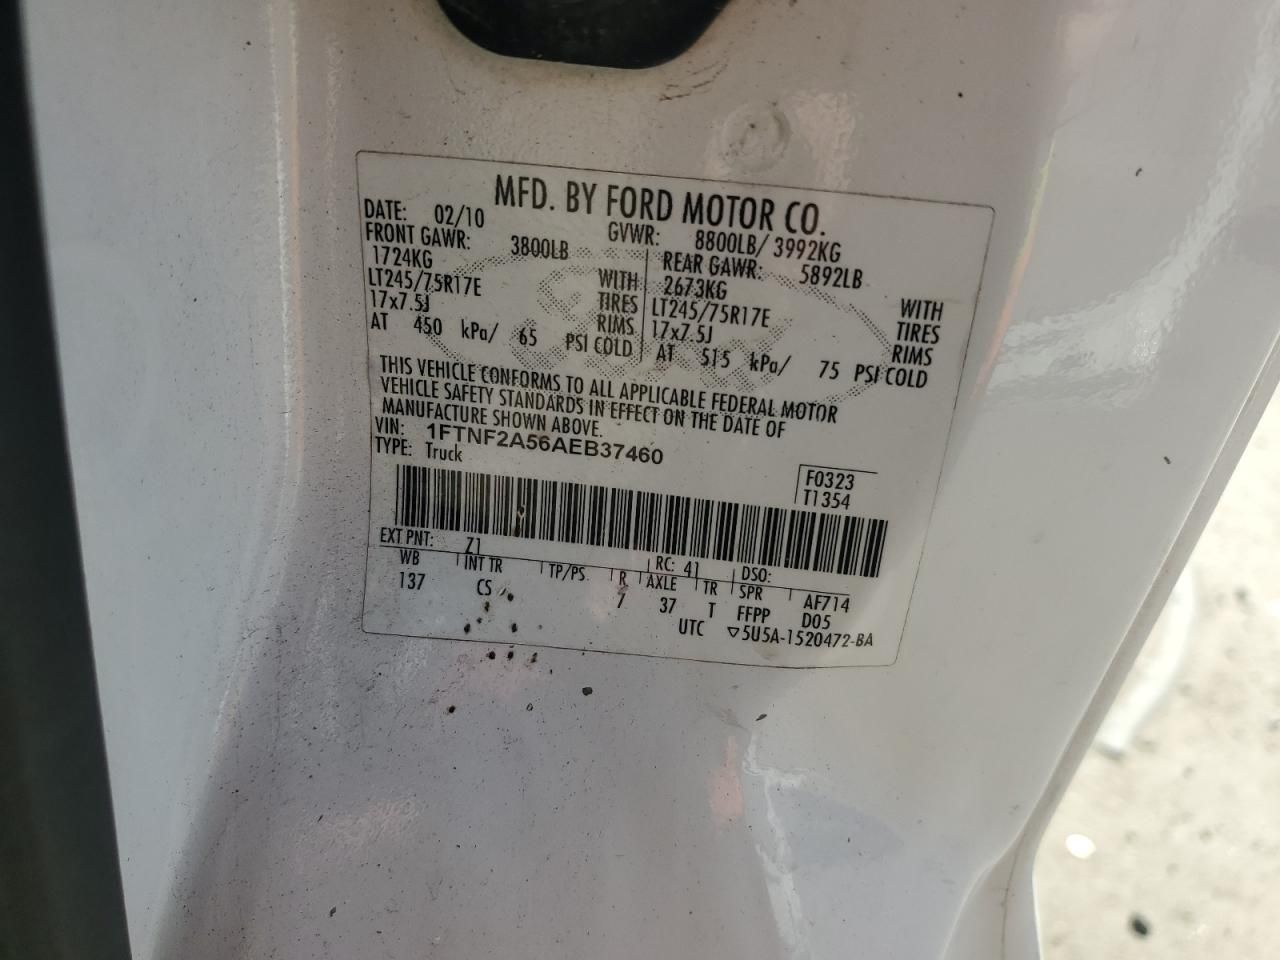 MFD. BY FORD MOTOR CO.
DATE: 02/10 GVWR: 8800LB/ 3992KG
FRONT GAWR: 3800LB REAR GAWR: 5892LB
1724KG WITH 2673KG WITH
LT245/75R17E TIRES LT245/75R17E TIRES
17x7.5J RIMS 17x7.5J RIMS
AT 450 kPa/ 65 PSI COLD AT 515 kPa/ 75 PSI COLD
THIS VEHICLE CONFORMS TO ALL APPLICABLE FEDERAL MOTOR
VEHICLE SAFETY STANDARDS IN EFFECT ON THE DATE OF
MANUFACTURE SHOWN ABOVE.
VIN: 1FTNF2A56AEB37460
TYPE: Truck
F0323
T1354
EXT PNT: Z1 RC: 41 DSO:
WB INT TR TP/PS R AXLE TR SPR AF714
137 CS 7 37 T FFPP D05
UTC ▽5U5A-1520472-BA